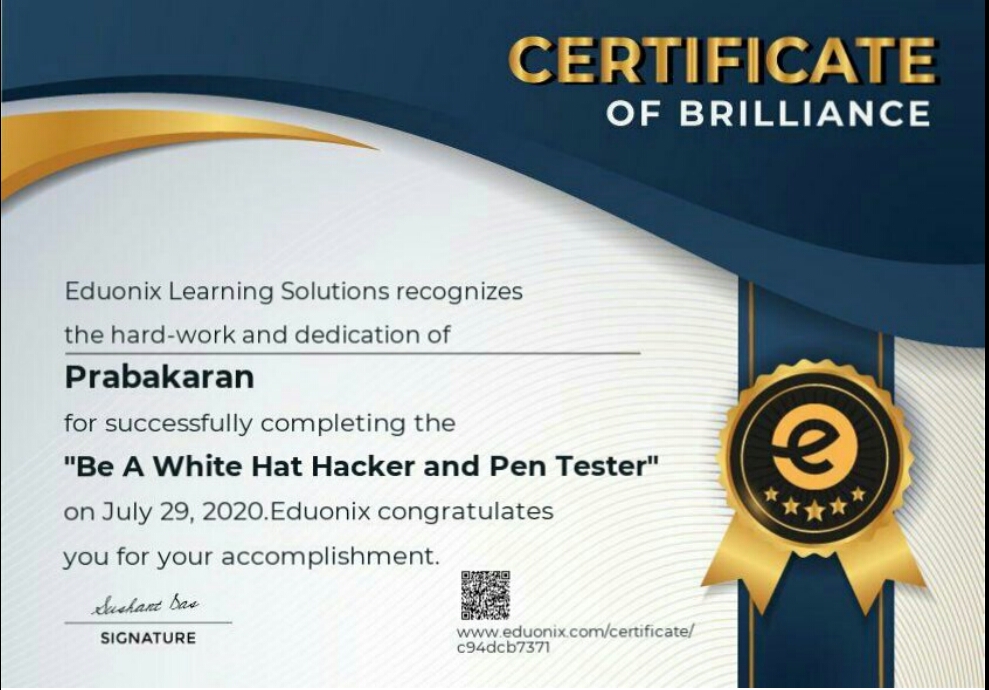 CERTIFICATE
OF BRILLIANCE
Eduonix Learning Solutions recognizes
the hard-work and dedication of
Prabakaran
for successfully completing the
"Be A White Hat Hacker and Pen Tester"
on July 29, 2020.Eduonix congratulates
you for your accomplishment.
Sushant Das
SIGNATURE
www.eduonix.com/certificate/
c94dcb7371
e